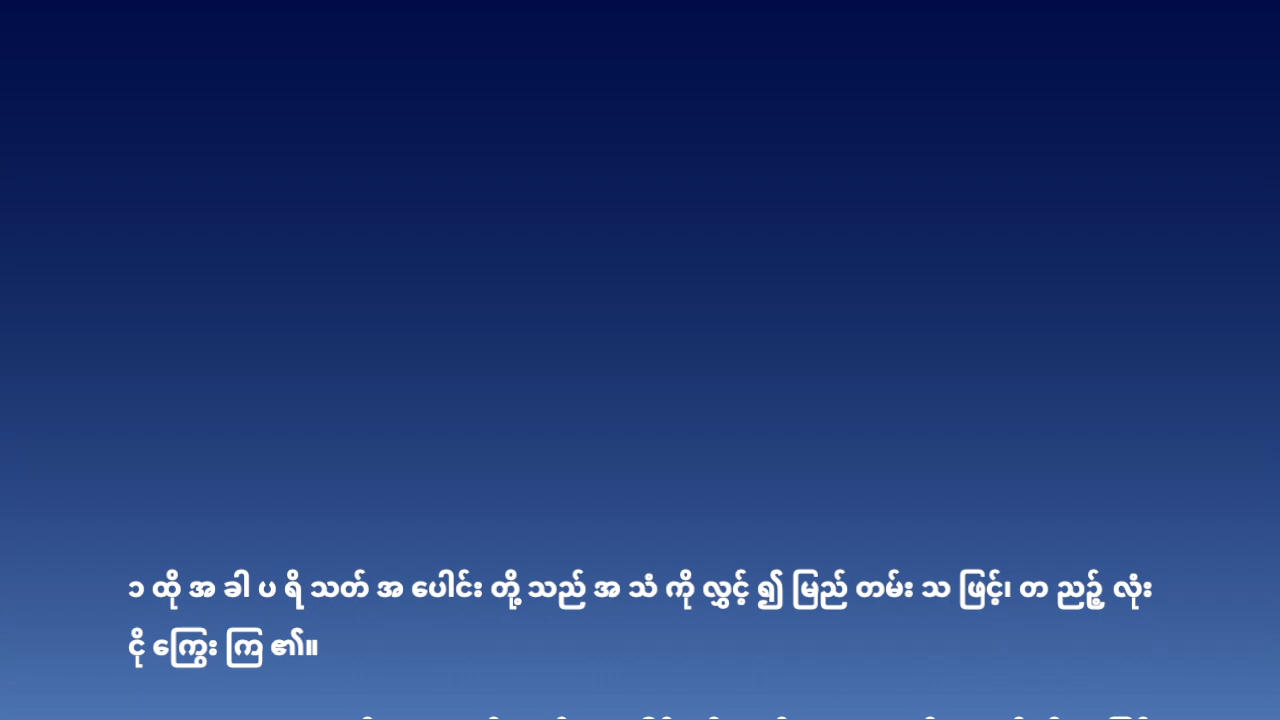 ၁ ထို အ ခါ ပ ရိ သတ် အ ပေါင်း တို့ သည် အ သံ ကို လွှင့် ၍ မြည် တမ်း သ ဖြင့်၊ တ ညဉ့် လုံး
ငို ကြွေး ကြ ၏။